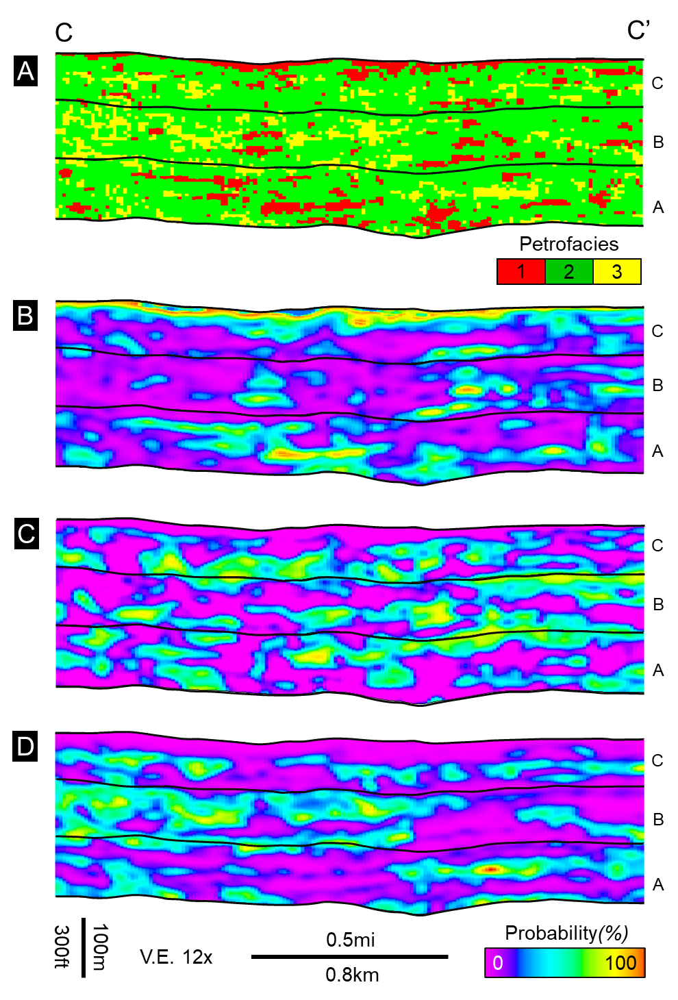 C C’
A
C
B
A
Petrofacies
1 2 3
B
C
B
A
C
C
B
A
D
C
B
A
300ft 100m
V.E. 12x
0.5mi
0.8km
Probability(%)
0 100